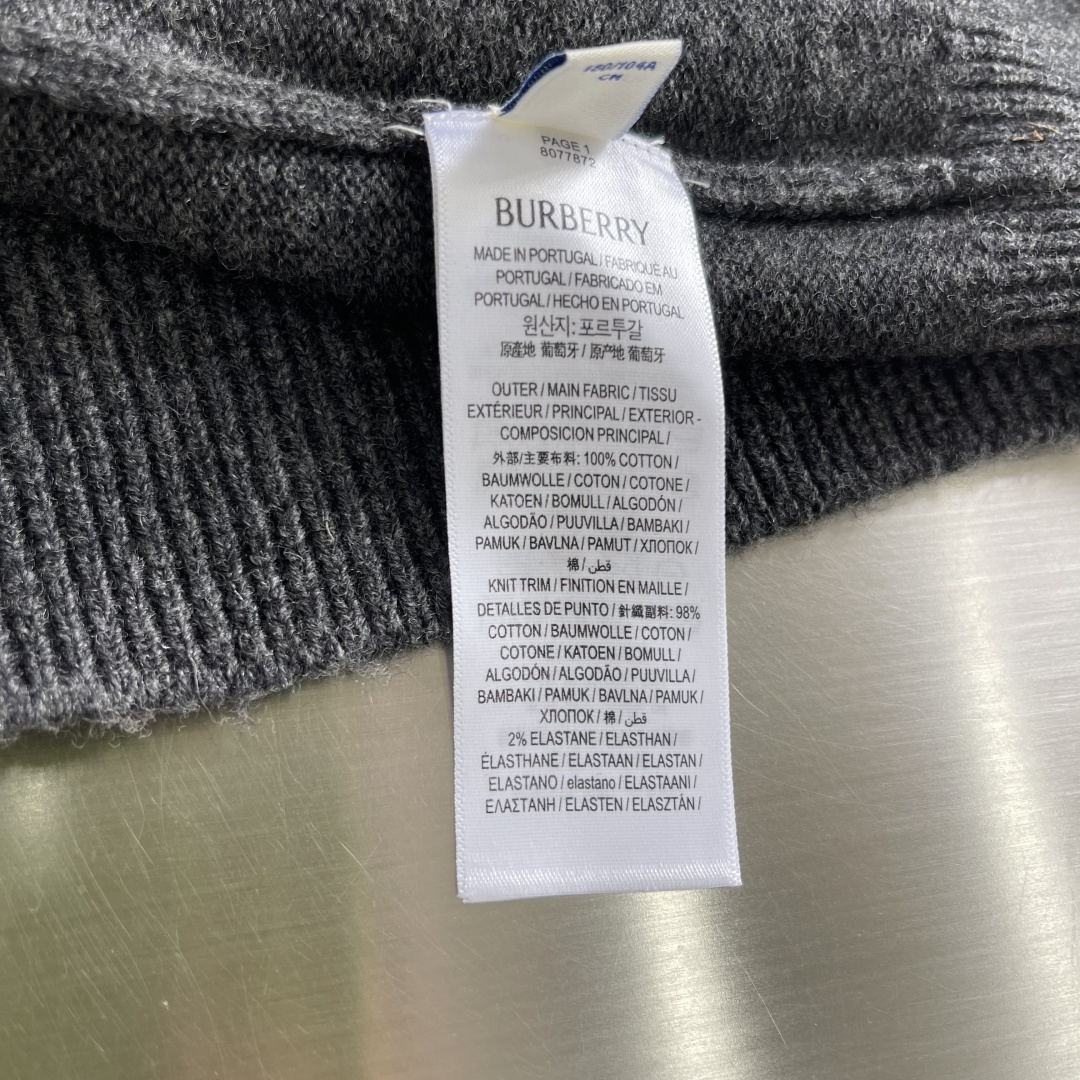 180/104A
CM
PAGE 1
8077872
BURBERRY
MADE IN PORTUGAL / FABRIQUÉ AU
PORTUGAL / FABRICADO EM
PORTUGAL / HECHO EN PORTUGAL
원산지: 포르투갈
原產地 葡萄牙 / 原产地 葡萄牙
OUTER / MAIN FABRIC / TISSU
EXTÉRIEUR / PRINCIPAL / EXTERIOR -
COMPOSICION PRINCIPAL /
外部/主要布料: 100% COTTON /
BAUMWOLLE / COTON / COTONE /
KATOEN / BOMULL / ALGODÓN /
ALGODÃO / PUUVILLA / BAMBAKI /
PAMUK / BAVLNA / PAMUT / ХЛОПОК /
棉 / قطن
KNIT TRIM / FINITION EN MAILLE /
DETALLES DE PUNTO / 針織副料: 98%
COTTON / BAUMWOLLE / COTON /
COTONE / KATOEN / BOMULL /
ALGODÓN / ALGODÃO / PUUVILLA /
BAMBAKI / PAMUK / BAVLNA / PAMUK /
ХЛОПОК / 棉 / قطن
2% ELASTANE / ELASTHAN /
ÉLASTHANE / ELASTAAN / ELASTAN /
ELASTANO / elastano / ELASTAANI /
ΕΛΑΣΤΑΝΗ / ELASTEN / ELASZTÁN /